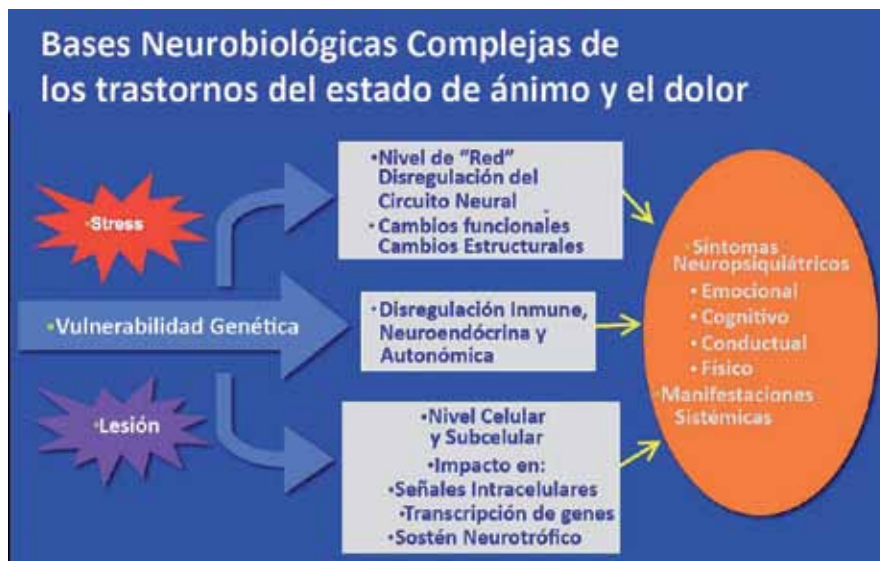 Bases Neurobiológicas Complejas de
los trastornos del estado de ánimo y el dolor
•Stress
•Vulnerabilidad Genética
•Lesión
•Nivel de "Red"
Disregulación del
Circuito Neural
• Cambios funcionales
Cambios Estructurales
•Disregulación Inmune,
Neuroendócrina y
Autonómica
•Nivel Celular
y Subcelular
•Impacto en:
•Señales Intracelulares
•Transcripción de genes
•Sostén Neurotrófico
•Síntomas
Neuropsiquiátricos
• Emocional
• Cognitivo
• Conductual
• Físico
•Manifestaciones
Sistémicas